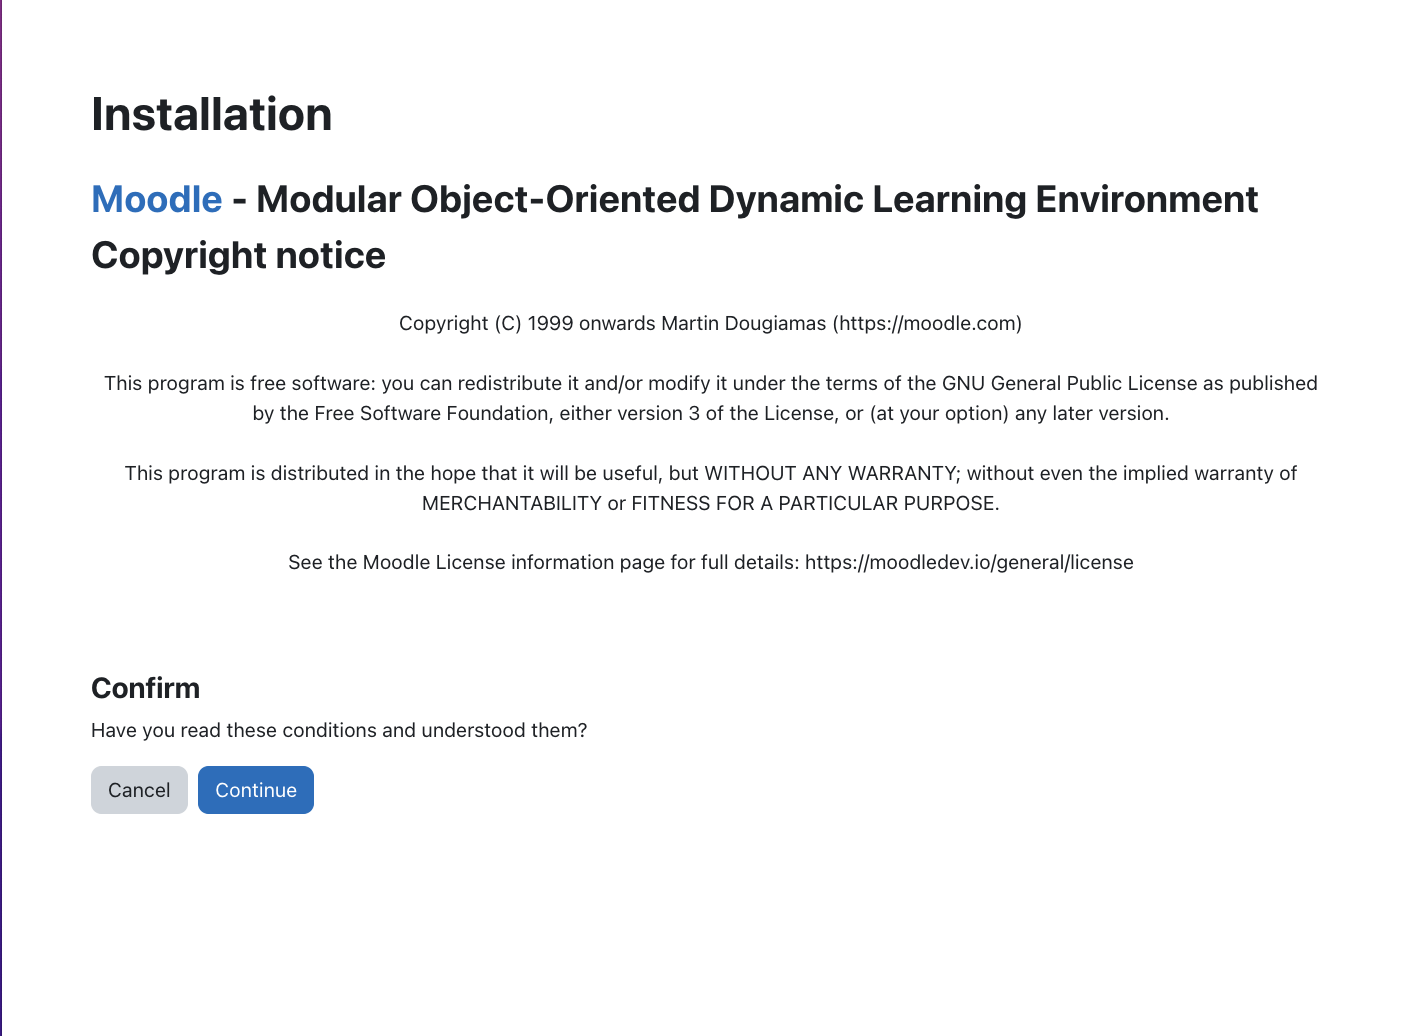 Installation
Moodle - Modular Object-Oriented Dynamic Learning Environment
Copyright notice
Copyright (C) 1999 onwards Martin Dougiamas (https://moodle.com)
This program is free software: you can redistribute it and/or modify it under the terms of the GNU General Public License as published
by the Free Software Foundation, either version 3 of the License, or (at your option) any later version.
This program is distributed in the hope that it will be useful, but WITHOUT ANY WARRANTY; without even the implied warranty of
MERCHANTABILITY or FITNESS FOR A PARTICULAR PURPOSE.
See the Moodle License information page for full details: https://moodledev.io/general/license
Confirm
Have you read these conditions and understood them?
Cancel Continue